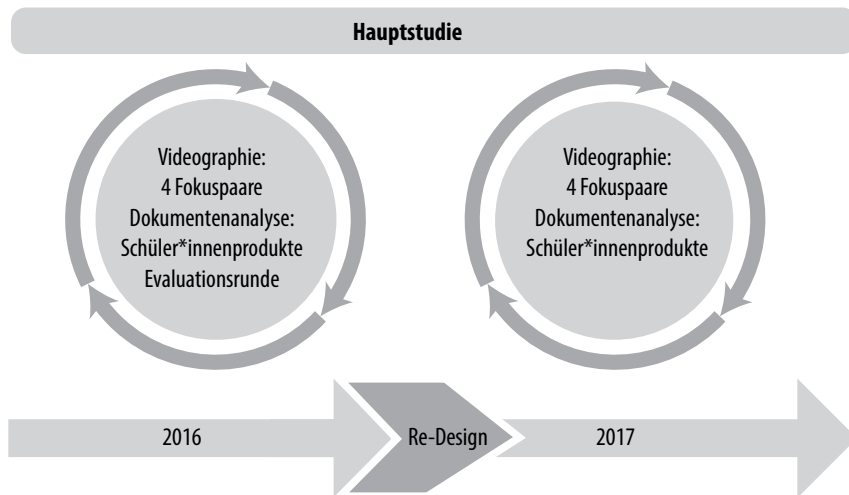 Hauptstudie
Videographie:
4 Fokuspaare
Dokumentenanalyse:
Schüler*innenprodukte
Evaluationsrunde
Videographie:
4 Fokuspaare
Dokumentenanalyse:
Schüler*innenprodukte
2016
Re-Design
2017